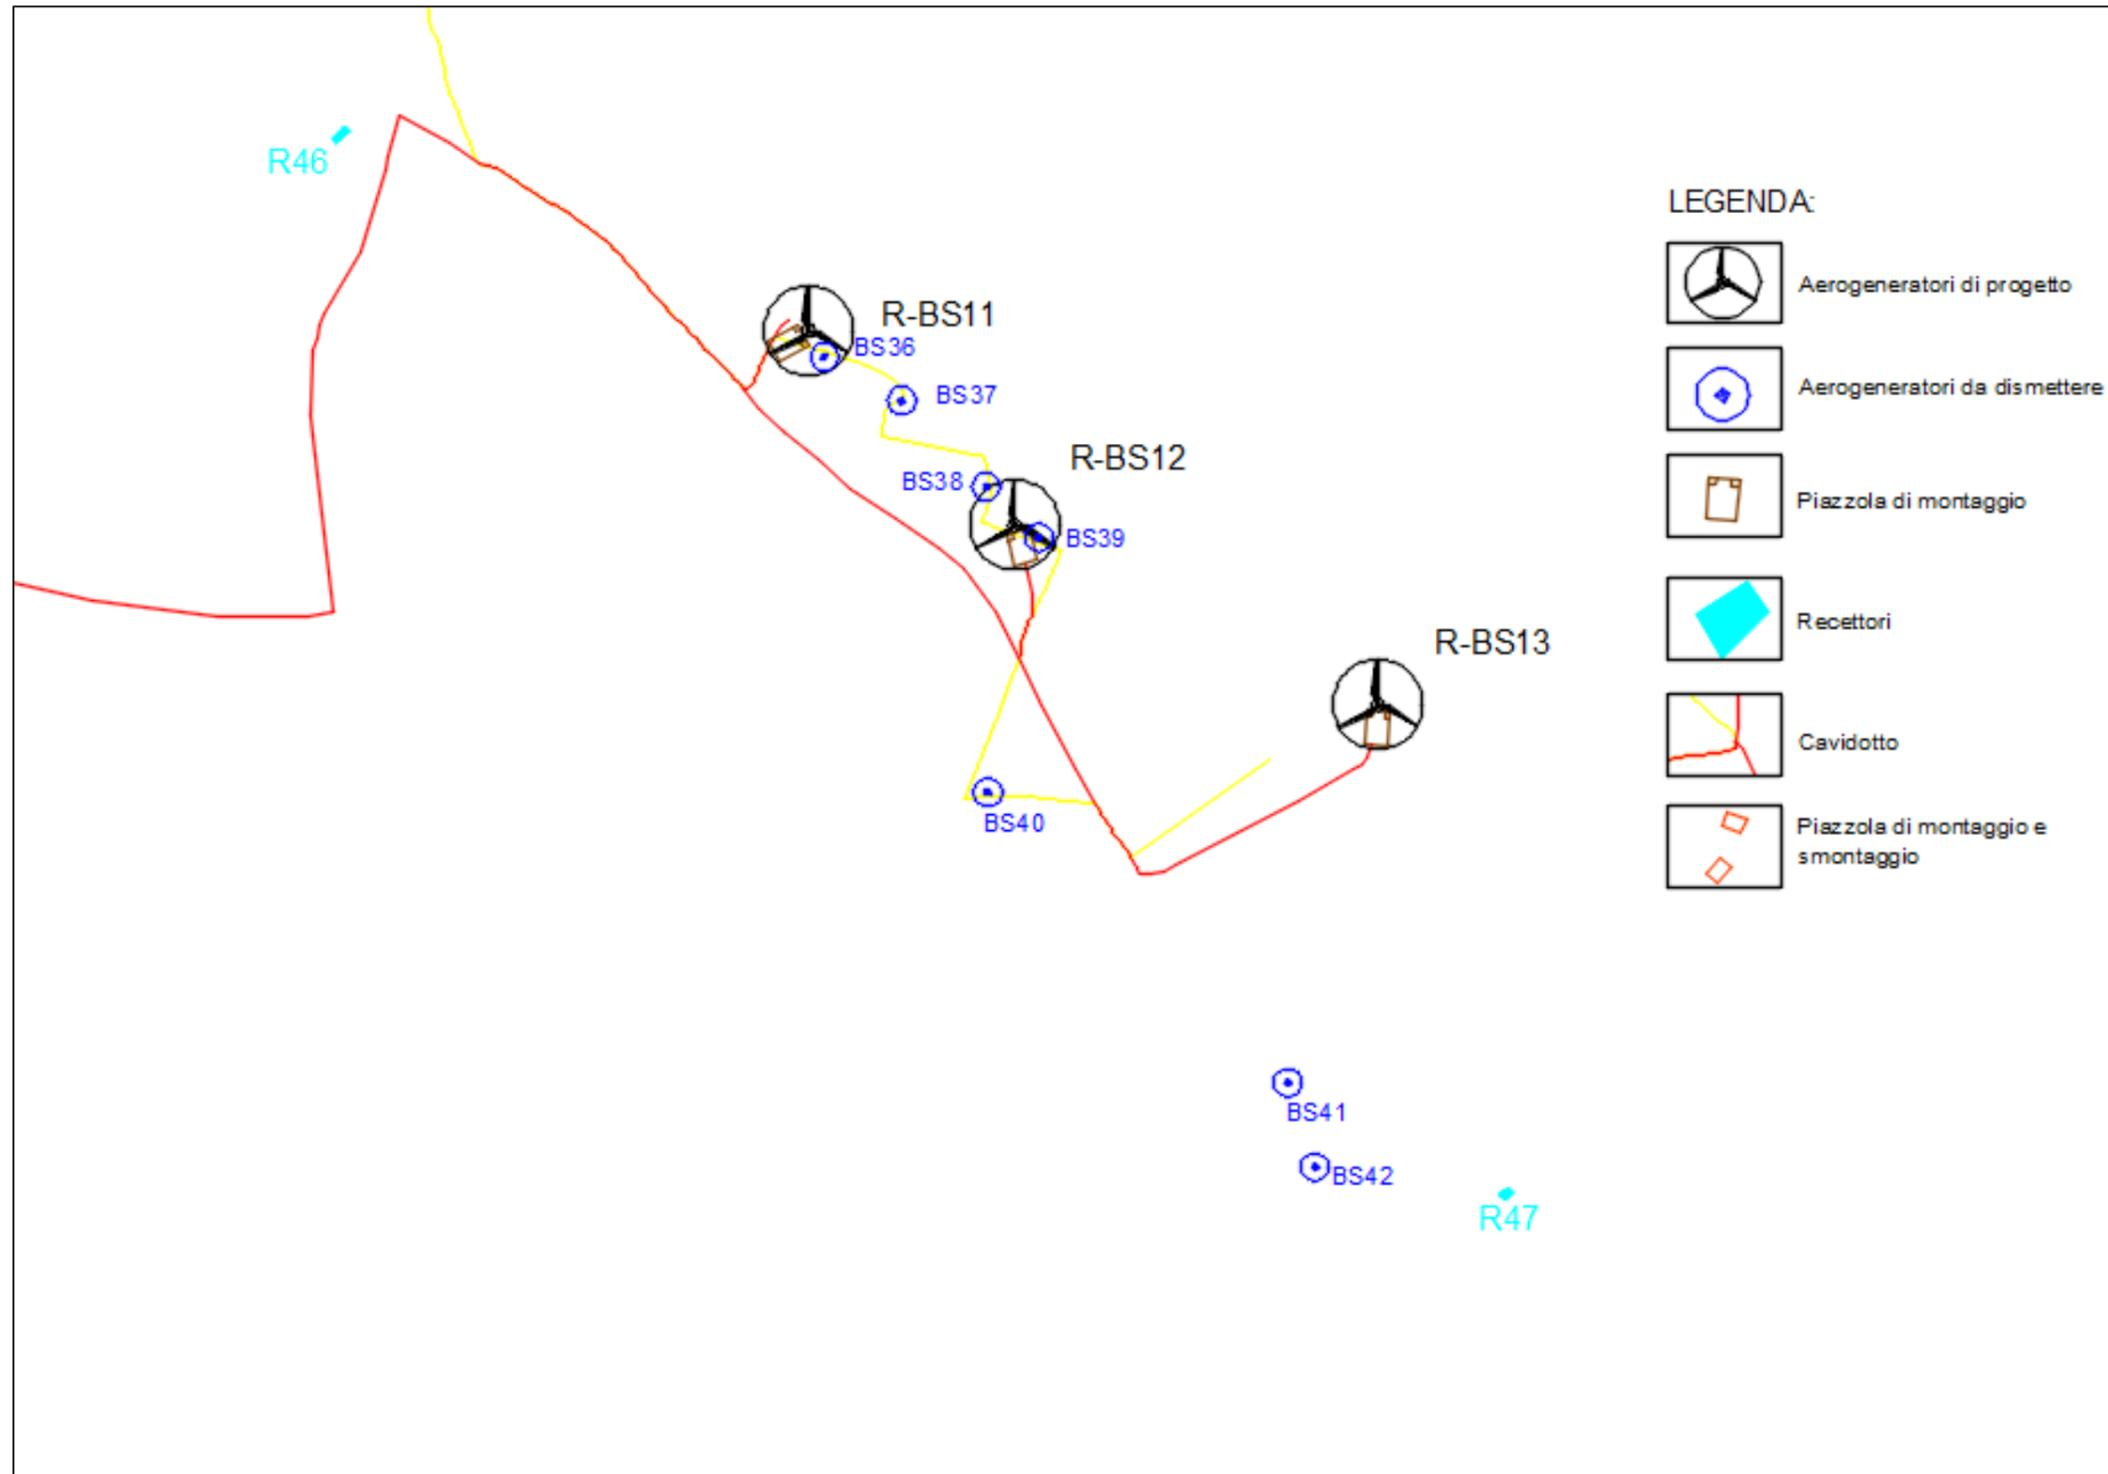 R46
LEGENDA:
Aerogeneratori di progetto
R-BS11
BS36
BS37
Aerogeneratori da dismettere
R-BS12
BS38
Piazzola di montaggio
BS39
Recettori
R-BS13
Cavidotto
BS40
Piazzola di montaggio e
smontaggio
BS41
BS42
R47